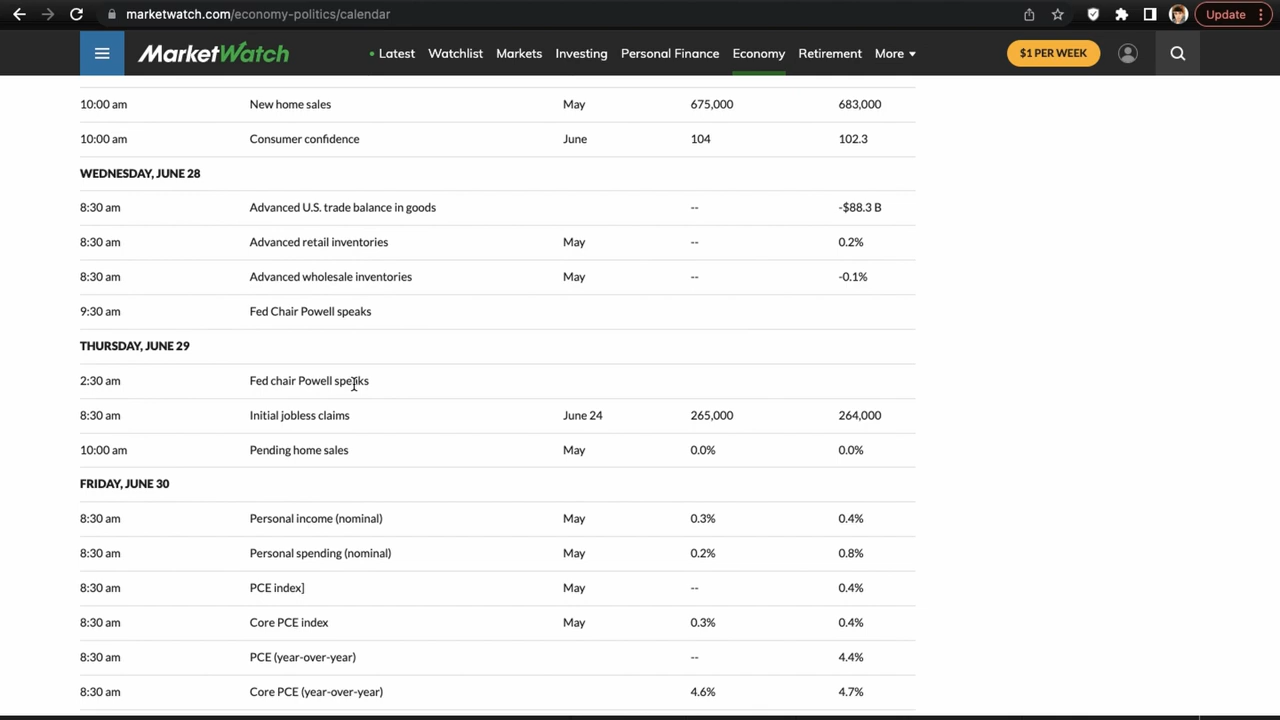 marketwatch.com/economy-politics/calendar Update
MarketWatch • Latest Watchlist Markets Investing Personal Finance Economy Retirement More $1 PER WEEK
10:00 am New home sales May 675,000 683,000
10:00 am Consumer confidence June 104 102.3
WEDNESDAY, JUNE 28
8:30 am Advanced U.S. trade balance in goods -- -$88.3 B
8:30 am Advanced retail inventories May -- 0.2%
8:30 am Advanced wholesale inventories May -- -0.1%
9:30 am Fed Chair Powell speaks
THURSDAY, JUNE 29
2:30 am Fed chair Powell speaks
8:30 am Initial jobless claims June 24 265,000 264,000
10:00 am Pending home sales May 0.0% 0.0%
FRIDAY, JUNE 30
8:30 am Personal income (nominal) May 0.3% 0.4%
8:30 am Personal spending (nominal) May 0.2% 0.8%
8:30 am PCE index] May -- 0.4%
8:30 am Core PCE index May 0.3% 0.4%
8:30 am PCE (year-over-year) -- 4.4%
8:30 am Core PCE (year-over-year) 4.6% 4.7%